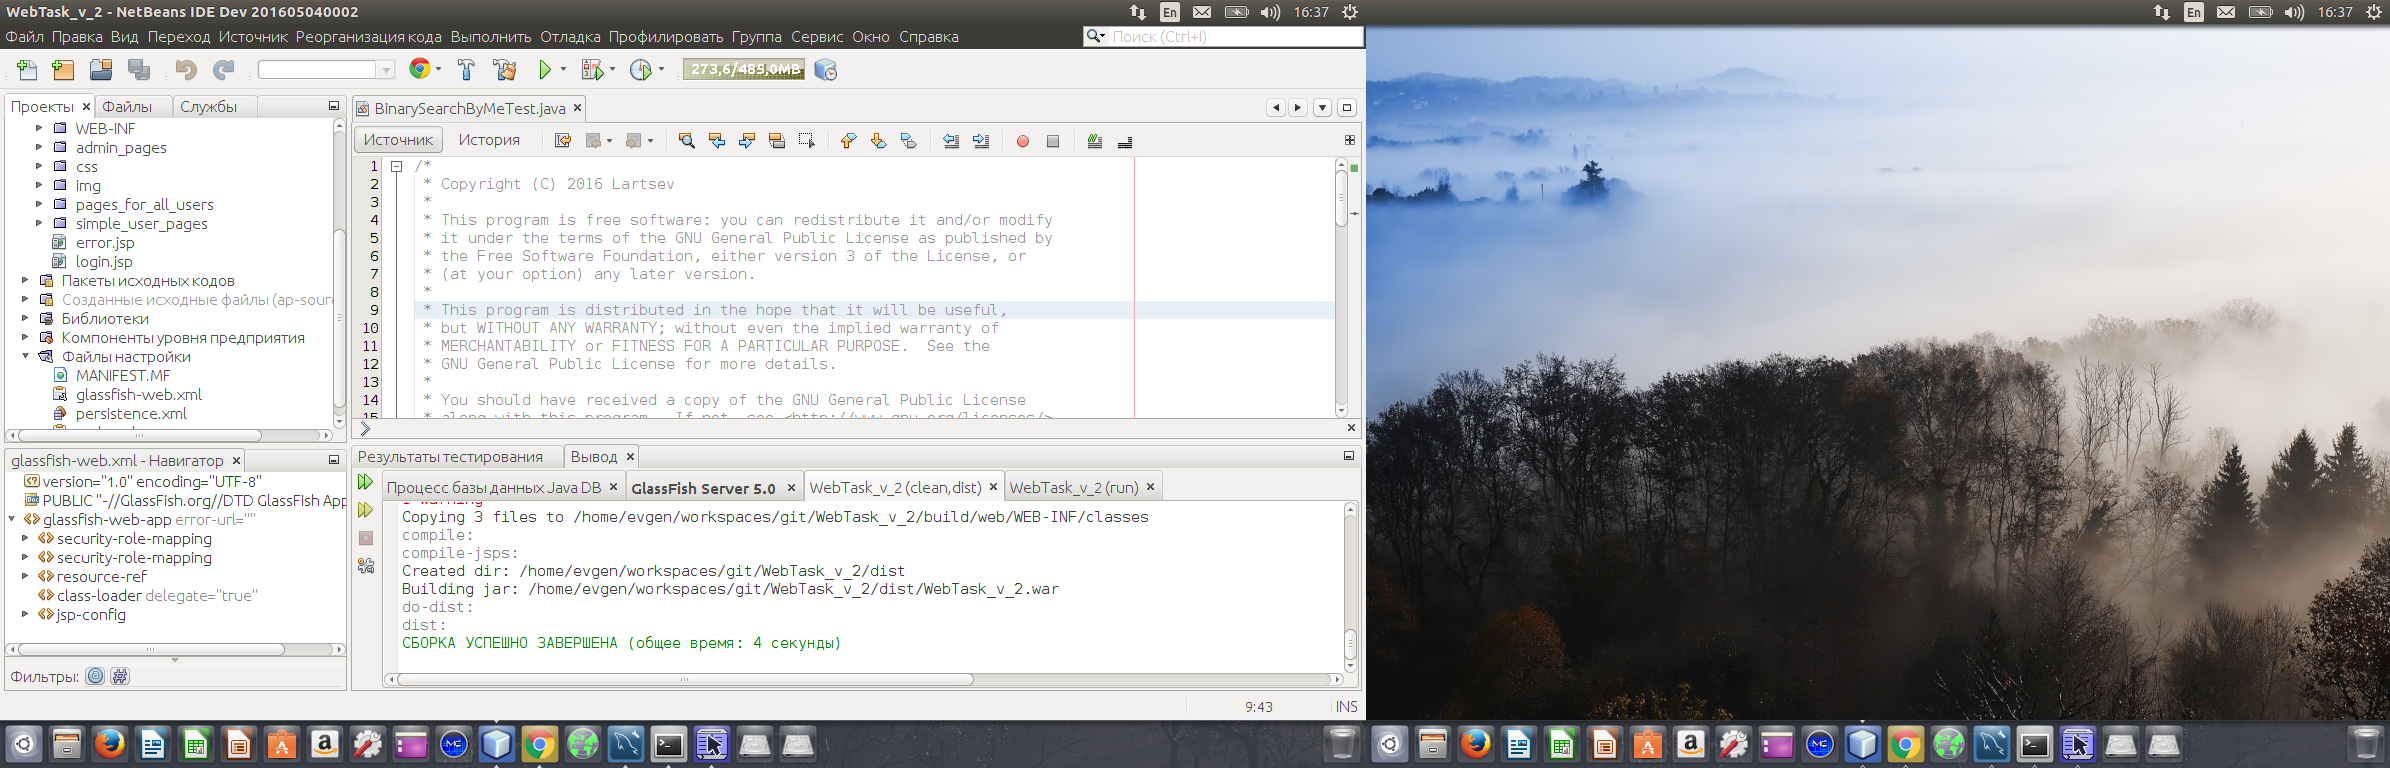 WebTask_v_2 - NetBeans IDE Dev 201605040002
En
16:37
En
16:37
Файл Правка Вид Переход Источник Реорганизация кода Выполнить Отладка Профилировать Группа Сервис Окно Справка
Поиск (Ctrl+I)
273,6/485,0MB
Проекты
Файлы
Службы
WEB-INF
admin_pages
css
img
pages_for_all_users
simple_user_pages
error.jsp
login.jsp
Пакеты исходных кодов
Созданные исходные файлы (ap-sour
Библиотеки
Компоненты уровня предприятия
Файлы настройки
MANIFEST.MF
glassfish-web.xml
persistence.xml
BinarySearchByMeTest.java
Источник
История
1 /*
2 * Copyright (C) 2016 Lartsev
3 *
4 * This program is free software: you can redistribute it and/or modify
5 * it under the terms of the GNU General Public License as published by
6 * the Free Software Foundation, either version 3 of the License, or
7 * (at your option) any later version.
8 *
9 * This program is distributed in the hope that it will be useful,
10 * but WITHOUT ANY WARRANTY; without even the implied warranty of
11 * MERCHANTABILITY or FITNESS FOR A PARTICULAR PURPOSE.  See the
12 * GNU General Public License for more details.
13 *
14 * You should have received a copy of the GNU General Public License
15 * along with this program.  If not, see <http://www.gnu.org/licenses/>
glassfish-web.xml - Навигатор
version="1.0" encoding="UTF-8"
PUBLIC "-//GlassFish.org//DTD GlassFish App
glassfish-web-app error-url=""
security-role-mapping
security-role-mapping
resource-ref
class-loader delegate="true"
jsp-config
Фильтры:
Результаты тестирования
Вывод
Процесс базы данных Java DB
GlassFish Server 5.0
WebTask_v_2 (clean,dist)
WebTask_v_2 (run)
1 warning
Copying 3 files to /home/evgen/workspaces/git/WebTask_v_2/build/web/WEB-INF/classes
compile:
compile-jsps:
Created dir: /home/evgen/workspaces/git/WebTask_v_2/dist
Building jar: /home/evgen/workspaces/git/WebTask_v_2/dist/WebTask_v_2.war
do-dist:
dist:
СБОРКА УСПЕШНО ЗАВЕРШЕНА (общее время: 4 секунды)
9:43
INS